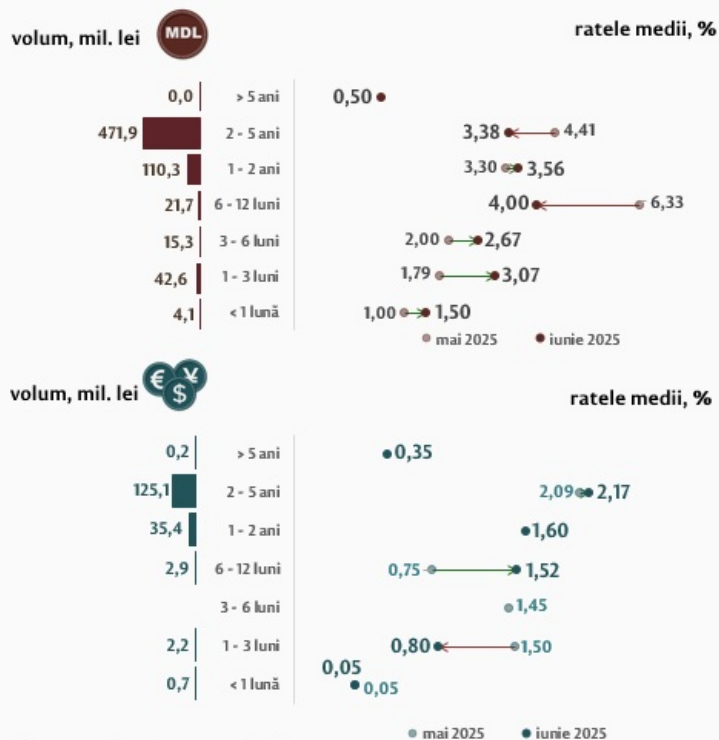 volum, mil. lei MDL ratele medii, %
0,0 > 5 ani 0,50
471,9 2 - 5 ani 3,38 4,41
110,3 1 - 2 ani 3,30 3,56
21,7 6 - 12 luni 4,00 6,33
15,3 3 - 6 luni 2,00 2,67
42,6 1 - 3 luni 1,79 3,07
4,1 < 1 lună 1,00 1,50
mai 2025 iunie 2025
volum, mil. lei € ¥ $ ratele medii, %
0,2 > 5 ani 0,35
125,1 2 - 5 ani 2,09 2,17
35,4 1 - 2 ani 1,60
2,9 6 - 12 luni 0,75 1,52
3 - 6 luni 1,45
2,2 1 - 3 luni 0,80 1,50
0,05
0,7 < 1 lună 0,05
mai 2025 iunie 2025